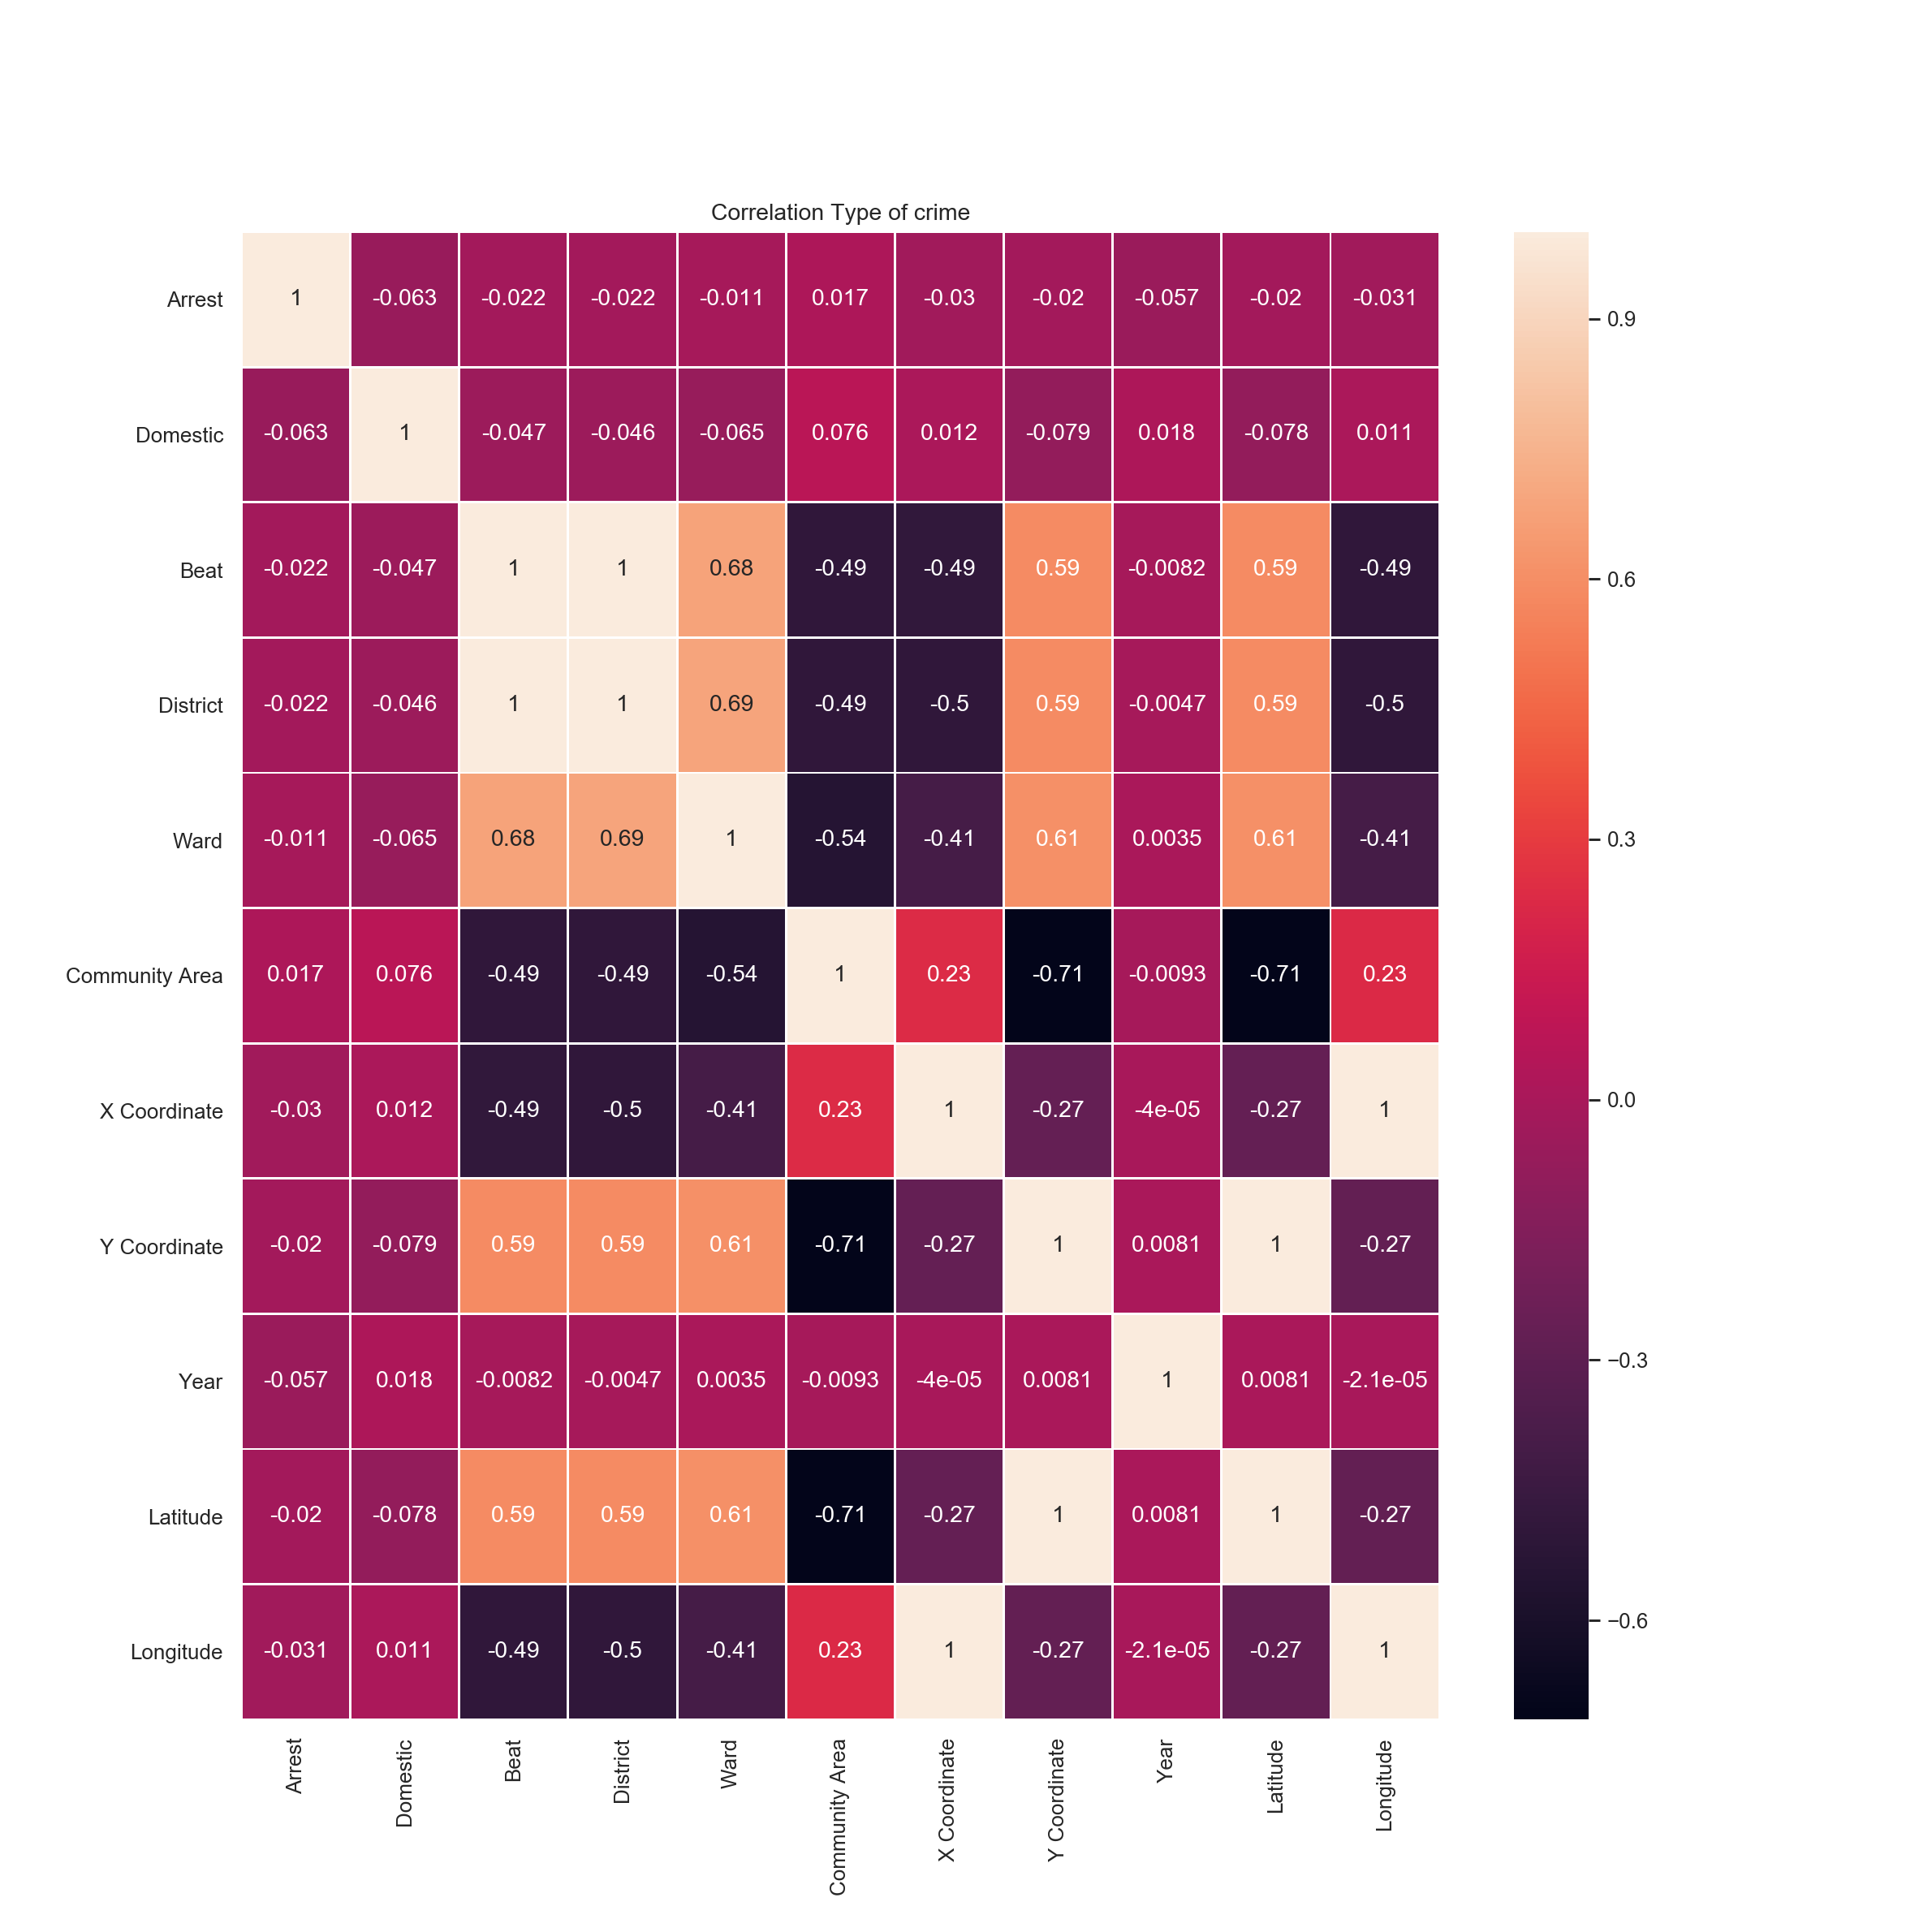 Correlation Type of crime
Arrest 1 -0.063 -0.022 -0.022 -0.011 0.017 -0.03 -0.02 -0.057 -0.02 -0.031
Domestic -0.063 1 -0.047 -0.046 -0.065 0.076 0.012 -0.079 0.018 -0.078 0.011
Beat -0.022 -0.047 1 1 0.68 -0.49 -0.49 0.59 -0.0082 0.59 -0.49
District -0.022 -0.046 1 1 0.69 -0.49 -0.5 0.59 -0.0047 0.59 -0.5
Ward -0.011 -0.065 0.68 0.69 1 -0.54 -0.41 0.61 0.0035 0.61 -0.41
Community Area 0.017 0.076 -0.49 -0.49 -0.54 1 0.23 -0.71 -0.0093 -0.71 0.23
X Coordinate -0.03 0.012 -0.49 -0.5 -0.41 0.23 1 -0.27 -4e-05 -0.27 1
Y Coordinate -0.02 -0.079 0.59 0.59 0.61 -0.71 -0.27 1 0.0081 1 -0.27
Year -0.057 0.018 -0.0082 -0.0047 0.0035 -0.0093 -4e-05 0.0081 1 0.0081 -2.1e-05
Latitude -0.02 -0.078 0.59 0.59 0.61 -0.71 -0.27 1 0.0081 1 -0.27
Longitude -0.031 0.011 -0.49 -0.5 -0.41 0.23 1 -0.27 -2.1e-05 -0.27 1
Arrest Domestic Beat District Ward Community Area X Coordinate Y Coordinate Year Latitude Longitude
0.9
0.6
0.3
0.0
−0.3
−0.6